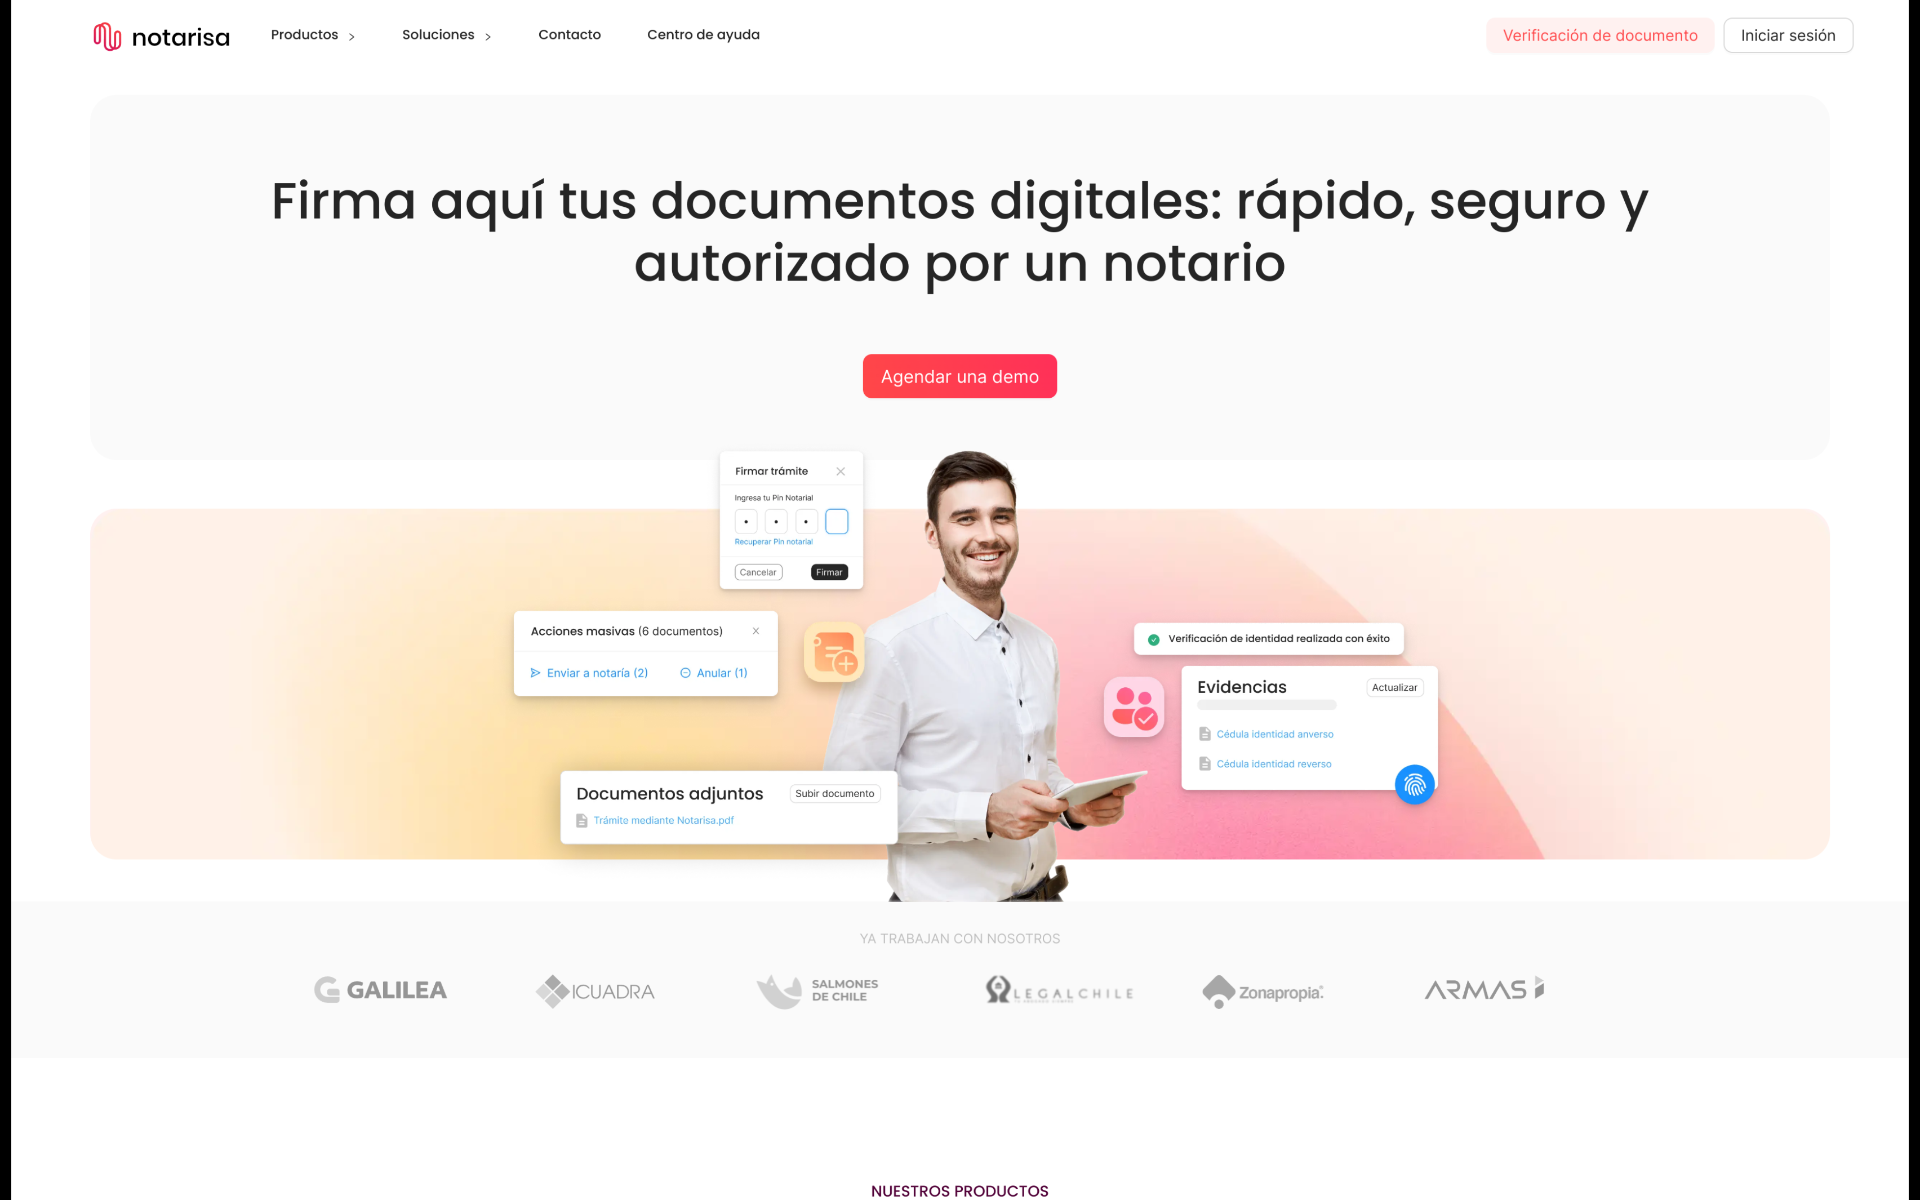 notarisa
Productos
Soluciones
Contacto
Centro de ayuda
Verificación de documento
Iniciar sesión
Firma aquí tus documentos digitales: rápido, seguro y
autorizado por un notario
Agendar una demo
Firmar trámite
Ingresa tu Pin Notarial
Recuperar Pin notarial
Cancelar
Firmar
Acciones masivas (6 documentos)
Enviar a notaría (2)
Anular (1)
Documentos adjuntos
Subir documento
Trámite mediante Notarisa.pdf
Verificación de identidad realizada con éxito
Evidencias
Actualizar
Cédula identidad anverso
Cédula identidad reverso
YA TRABAJAN CON NOSOTROS
GALILEA
ICUADRA
SALMONES
DE CHILE
LEGALCHILE
Zonapropia
ARMAS
NUESTROS PRODUCTOS